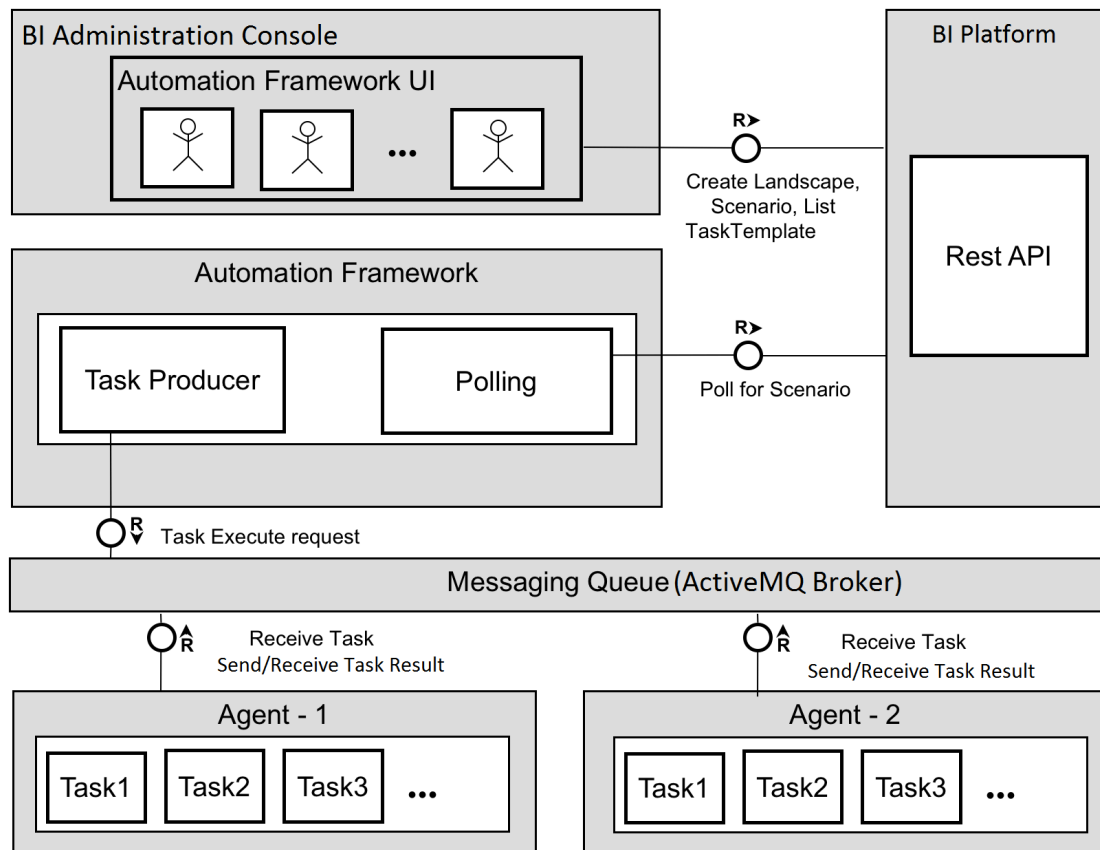 BI Administration Console
Automation Framework UI
...
R
Create Landscape,
Scenario, List
TaskTemplate
BI Platform
Rest API
Automation Framework
Task Producer
Polling
R
Poll for Scenario
R
Task Execute request
Messaging Queue (ActiveMQ Broker)
R
Receive Task
Send/Receive Task Result
R
Receive Task
Send/Receive Task Result
Agent - 1
Task1
Task2
Task3
...
Agent - 2
Task1
Task2
Task3
...